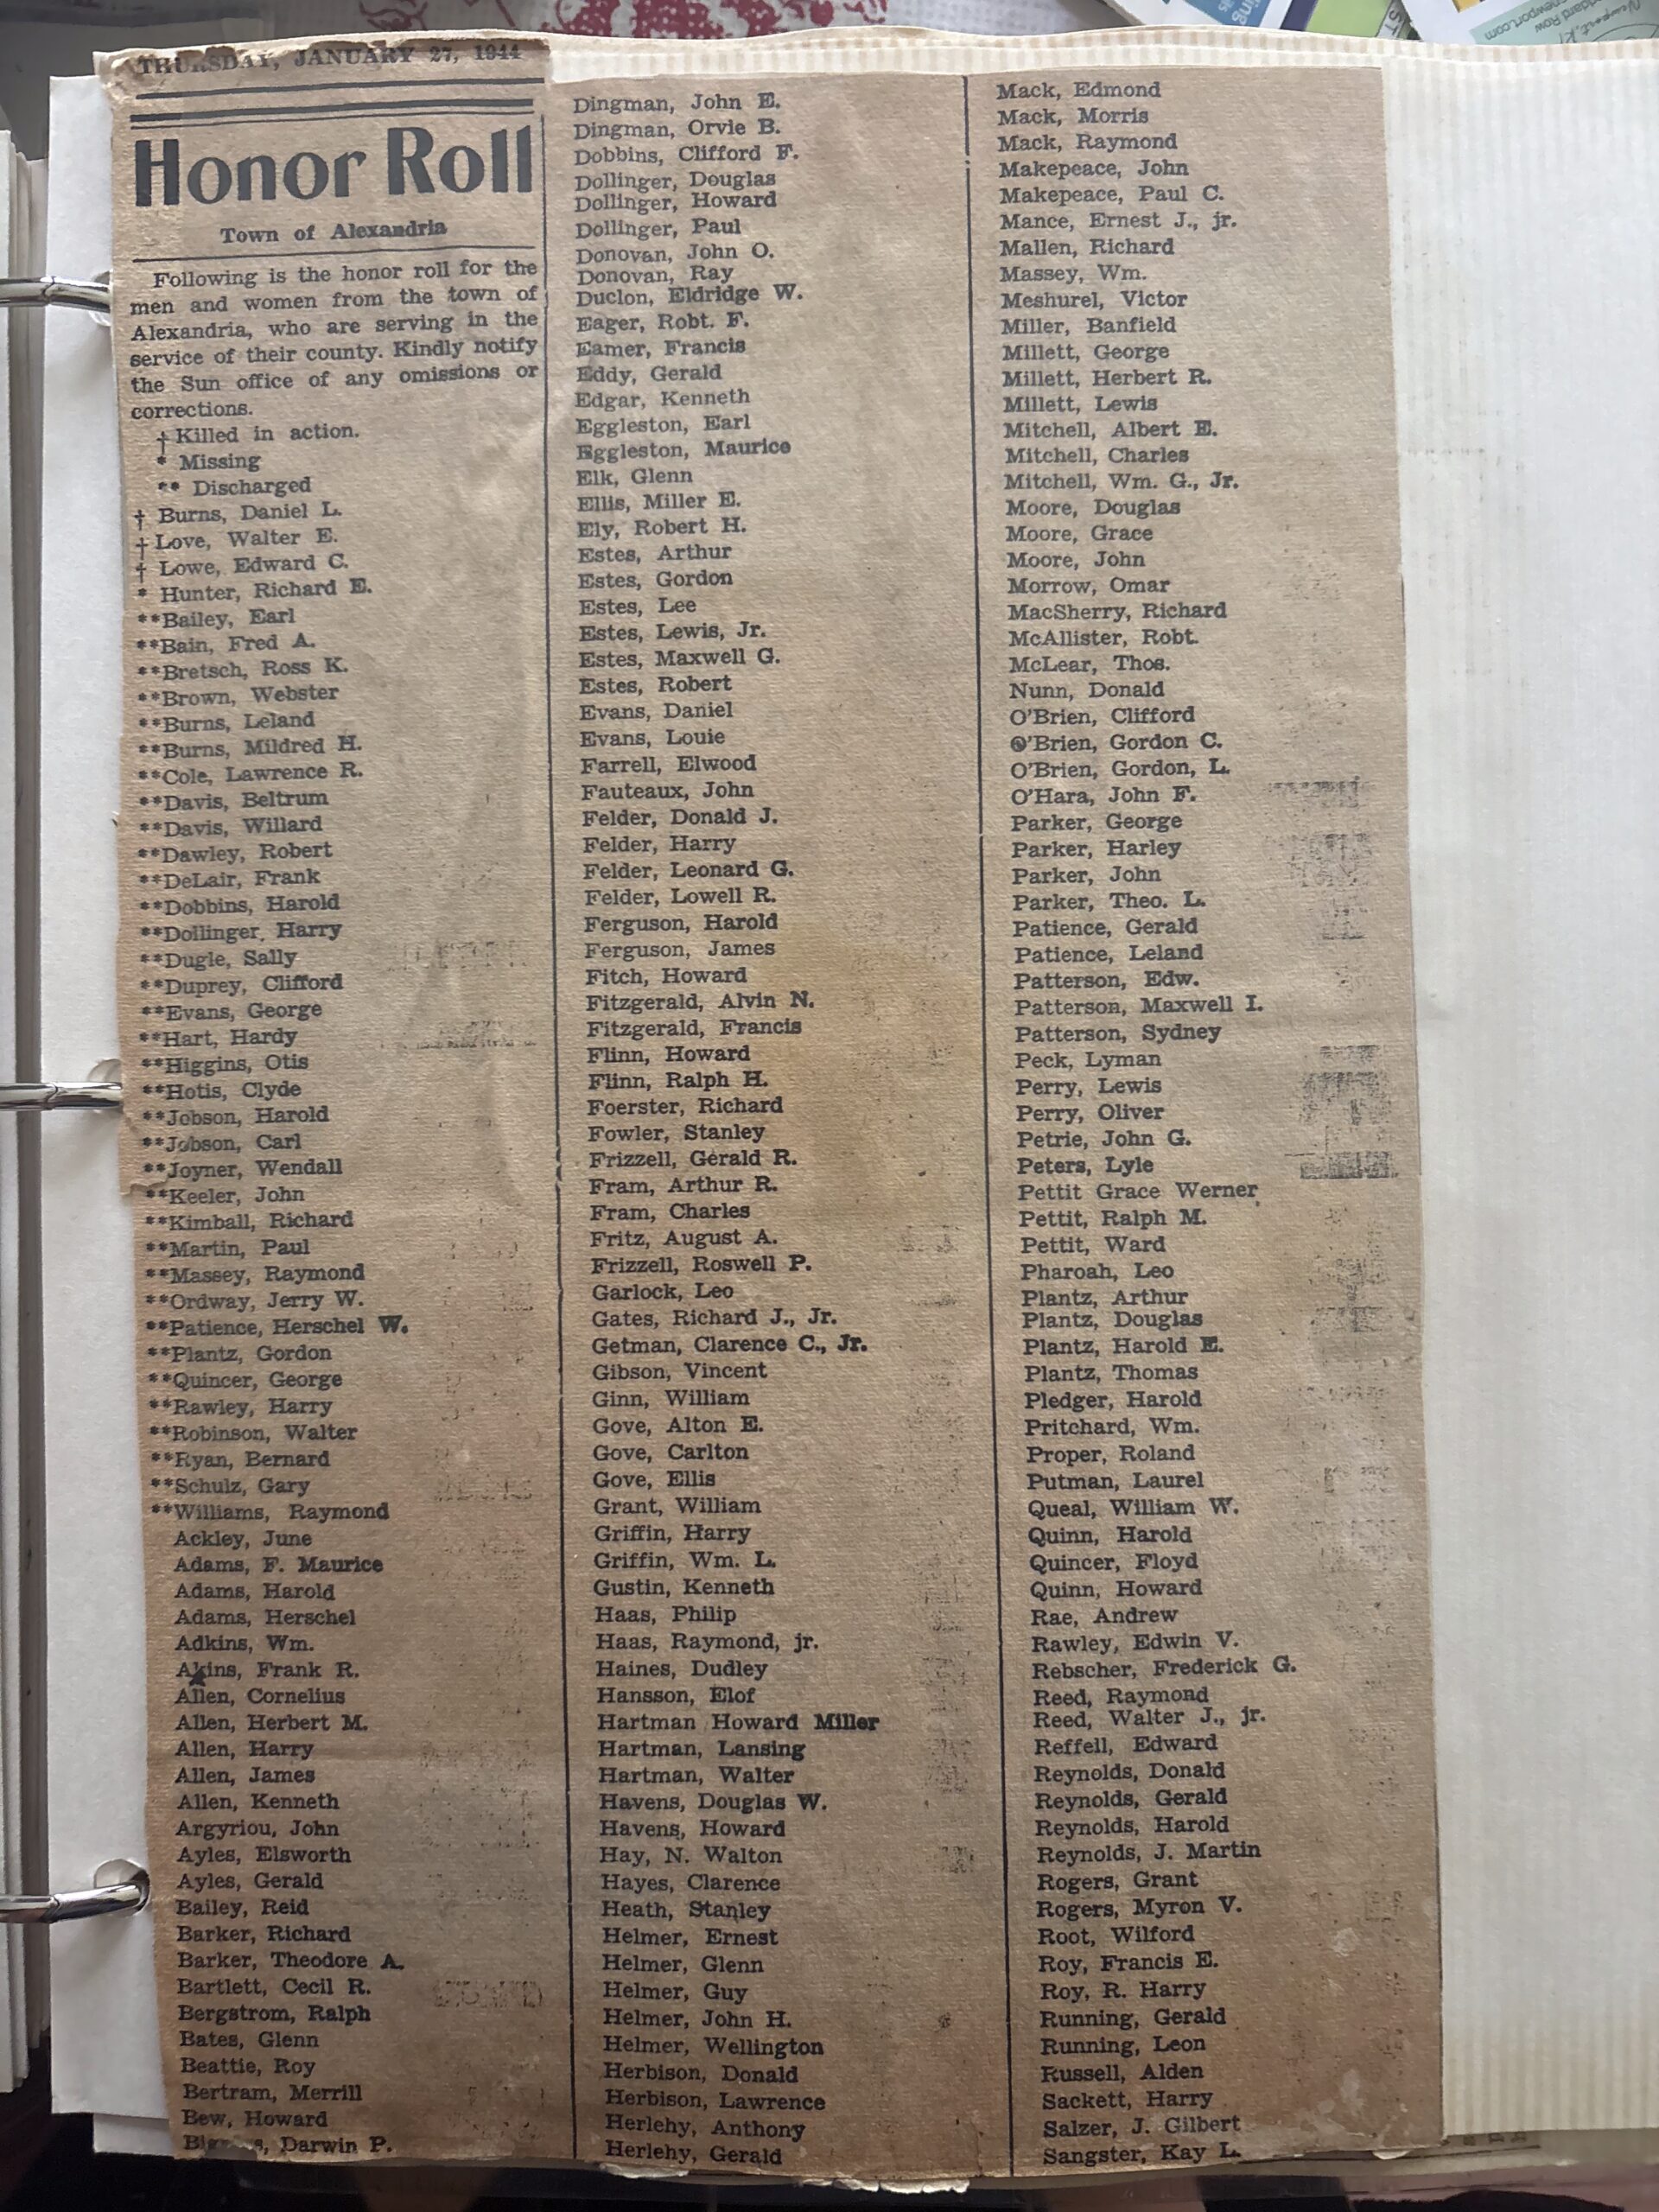 THURSDAY, JANUARY 27, 1944
Honor Roll
Town of Alexandria
Following is the honor roll for the
men and women from the town of
Alexandria, who are serving in the
service of their county. Kindly notify
the Sun office of any omissions or
corrections.
† Killed in action.
* Missing
** Discharged
† Burns, Daniel L.
† Love, Walter E.
† Lowe, Edward C.
* Hunter, Richard E.
**Bailey, Earl
**Bain, Fred A.
**Bretsch, Ross K.
**Brown, Webster
**Burns, Leland
**Burns, Mildred H.
**Cole, Lawrence R.
**Davis, Beltrum
**Davis, Willard
**Dawley, Robert
**DeLair, Frank
**Dobbins, Harold
**Dollinger, Harry
**Dugle, Sally
**Duprey, Clifford
**Evans, George
**Hart, Hardy
**Higgins, Otis
**Hotis, Clyde
**Jobson, Harold
**Jobson, Carl
**Joyner, Wendall
**Keeler, John
**Kimball, Richard
**Martin, Paul
**Massey, Raymond
**Ordway, Jerry W.
**Patience, Herschel W.
**Plantz, Gordon
**Quincer, George
**Rawley, Harry
**Robinson, Walter
**Ryan, Bernard
**Schulz, Gary
**Williams, Raymond
Ackley, June
Adams, F. Maurice
Adams, Harold
Adams, Herschel
Adkins, Wm.
Akins, Frank R.
Allen, Cornelius
Allen, Herbert M.
Allen, Harry
Allen, James
Allen, Kenneth
Argyriou, John
Ayles, Elsworth
Ayles, Gerald
Bailey, Reid
Barker, Richard
Barker, Theodore A.
Bartlett, Cecil R.
Bergstrom, Ralph
Bates, Glenn
Beattie, Roy
Bertram, Merrill
Bew, Howard
Darwin P.
Dingman, John E.
Dingman, Orvie B.
Dobbins, Clifford F.
Dollinger, Douglas
Dollinger, Howard
Dollinger, Paul
Donovan, John O.
Donovan, Ray
Duclon, Eldridge W.
Eager, Robt. F.
Eamer, Francis
Eddy, Gerald
Edgar, Kenneth
Eggleston, Earl
Eggleston, Maurice
Elk, Glenn
Ellis, Miller E.
Ely, Robert H.
Estes, Arthur
Estes, Gordon
Estes, Lee
Estes, Lewis, Jr.
Estes, Maxwell G.
Estes, Robert
Evans, Daniel
Evans, Louie
Farrell, Elwood
Fauteaux, John
Felder, Donald J.
Felder, Harry
Felder, Leonard G.
Felder, Lowell R.
Ferguson, Harold
Ferguson, James
Fitch, Howard
Fitzgerald, Alvin N.
Fitzgerald, Francis
Flinn, Howard
Flinn, Ralph H.
Foerster, Richard
Fowler, Stanley
Frizzell, Gerald R.
Fram, Arthur R.
Fram, Charles
Fritz, August A.
Frizzell, Roswell P.
Garlock, Leo
Gates, Richard J., Jr.
Getman, Clarence C., Jr.
Gibson, Vincent
Ginn, William
Gove, Alton E.
Gove, Carlton
Gove, Ellis
Grant, William
Griffin, Harry
Griffin, Wm. L.
Gustin, Kenneth
Haas, Philip
Haas, Raymond, jr.
Haines, Dudley
Hansson, Elof
Hartman Howard Miller
Hartman, Lansing
Hartman, Walter
Havens, Douglas W.
Havens, Howard
Hay, N. Walton
Hayes, Clarence
Heath, Stanley
Helmer, Ernest
Helmer, Glenn
Helmer, Guy
Helmer, John H.
Helmer, Wellington
Herbison, Donald
Herbison, Lawrence
Herlehy, Anthony
Herlehy, Gerald
Mack, Edmond
Mack, Morris
Mack, Raymond
Makepeace, John
Makepeace, Paul C.
Mance, Ernest J., jr.
Mallen, Richard
Massey, Wm.
Meshurel, Victor
Miller, Banfield
Millett, George
Millett, Herbert R.
Millett, Lewis
Mitchell, Albert E.
Mitchell, Charles
Mitchell, Wm. G., Jr.
Moore, Douglas
Moore, Grace
Moore, John
Morrow, Omar
MacSherry, Richard
McAllister, Robt.
McLear, Thos.
Nunn, Donald
O'Brien, Clifford
O'Brien, Gordon C.
O'Brien, Gordon, L.
O'Hara, John F.
Parker, George
Parker, Harley
Parker, John
Parker, Theo. L.
Patience, Gerald
Patience, Leland
Patterson, Edw.
Patterson, Maxwell I.
Patterson, Sydney
Peck, Lyman
Perry, Lewis
Perry, Oliver
Petrie, John G.
Peters, Lyle
Pettit Grace Werner
Pettit, Ralph M.
Pettit, Ward
Pharoah, Leo
Plantz, Arthur
Plantz, Douglas
Plantz, Harold E.
Plantz, Thomas
Pledger, Harold
Pritchard, Wm.
Proper, Roland
Putman, Laurel
Queal, William W.
Quinn, Harold
Quincer, Floyd
Quinn, Howard
Rae, Andrew
Rawley, Edwin V.
Rebscher, Frederick G.
Reed, Raymond
Reed, Walter J., jr.
Reffell, Edward
Reynolds, Donald
Reynolds, Gerald
Reynolds, Harold
Reynolds, J. Martin
Rogers, Grant
Rogers, Myron V.
Root, Wilford
Roy, Francis E.
Roy, R. Harry
Running, Gerald
Running, Leon
Russell, Alden
Sackett, Harry
Salzer, J. Gilbert
Sangster, Kay L.